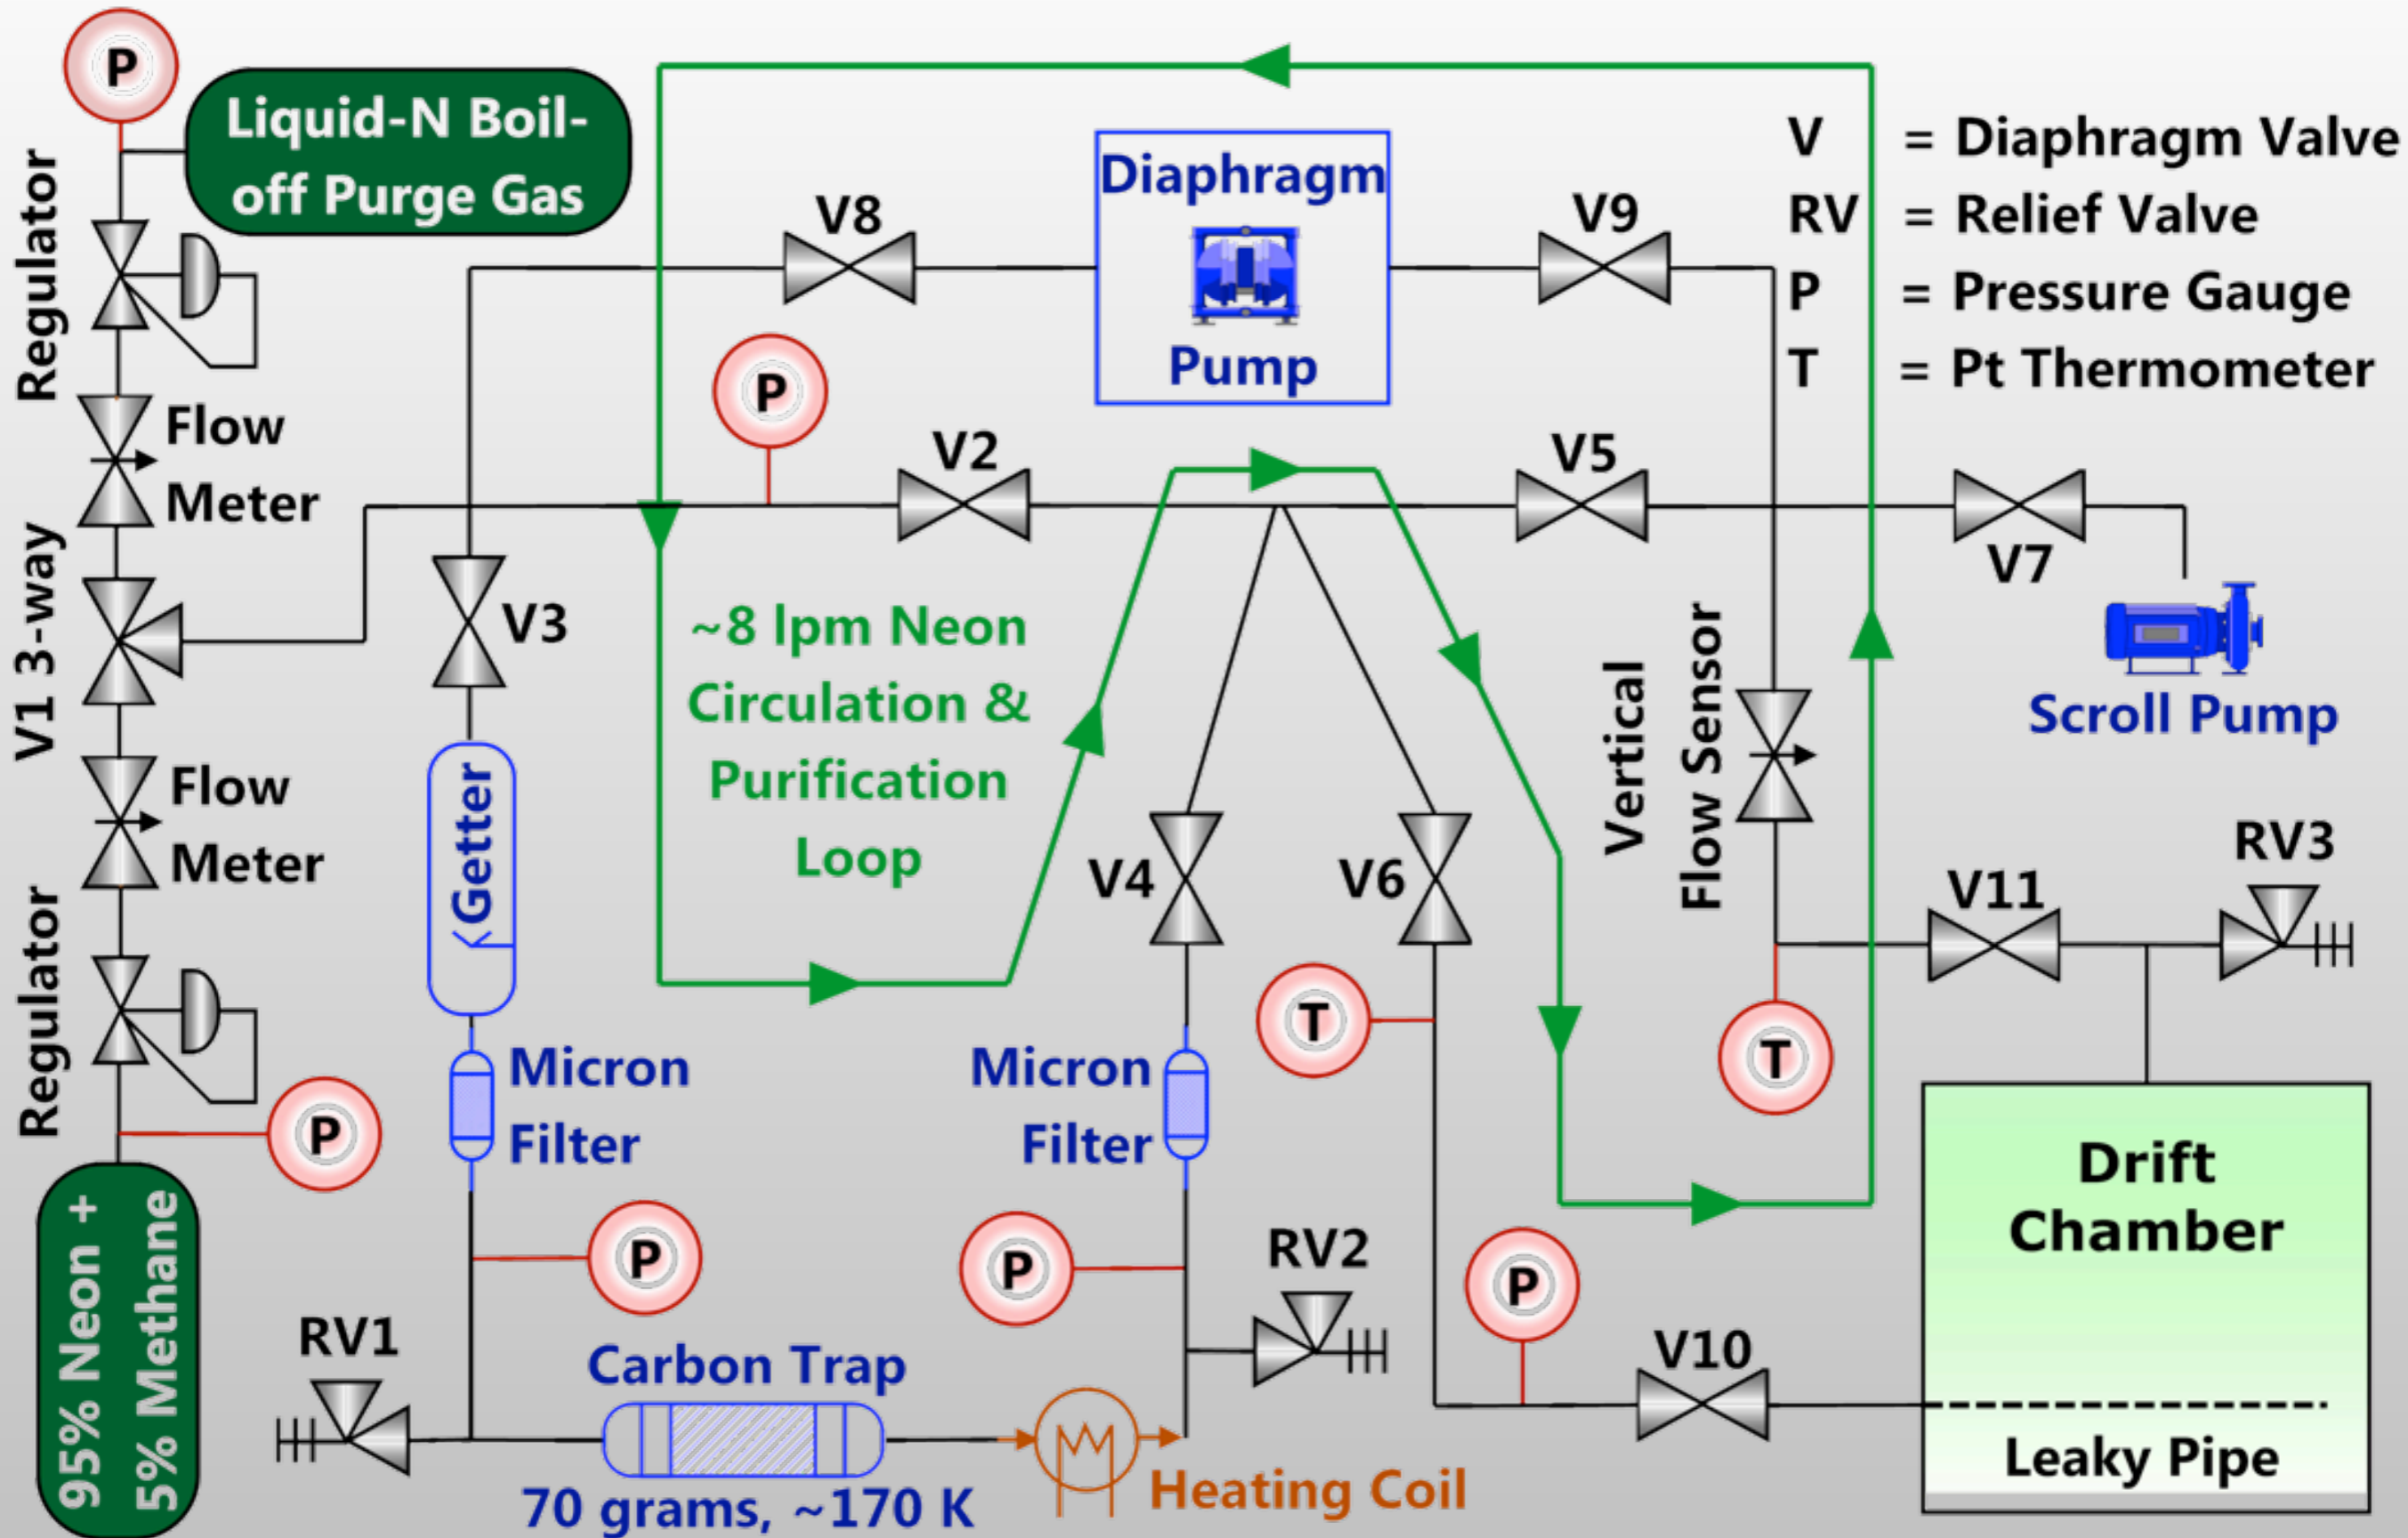 P
Liquid-N Boil-
off Purge Gas
Regulator
Flow
Meter
V1 3-way
Flow
Meter
Regulator
P
95% Neon +
5% Methane
V8
Diaphragm
Pump
V9
V = Diaphragm Valve
RV = Relief Valve
P = Pressure Gauge
T = Pt Thermometer
P
V2
V5
V7
V3
~8 lpm Neon
Circulation &
Purification
Loop
Vertical
Flow Sensor
Scroll Pump
Getter
V4
V6
V11
RV3
T
T
Micron
Filter
Micron
Filter
P
P
RV2
P
RV1
Carbon Trap
70 grams, ~170 K
Heating Coil
V10
Drift
Chamber
Leaky Pipe